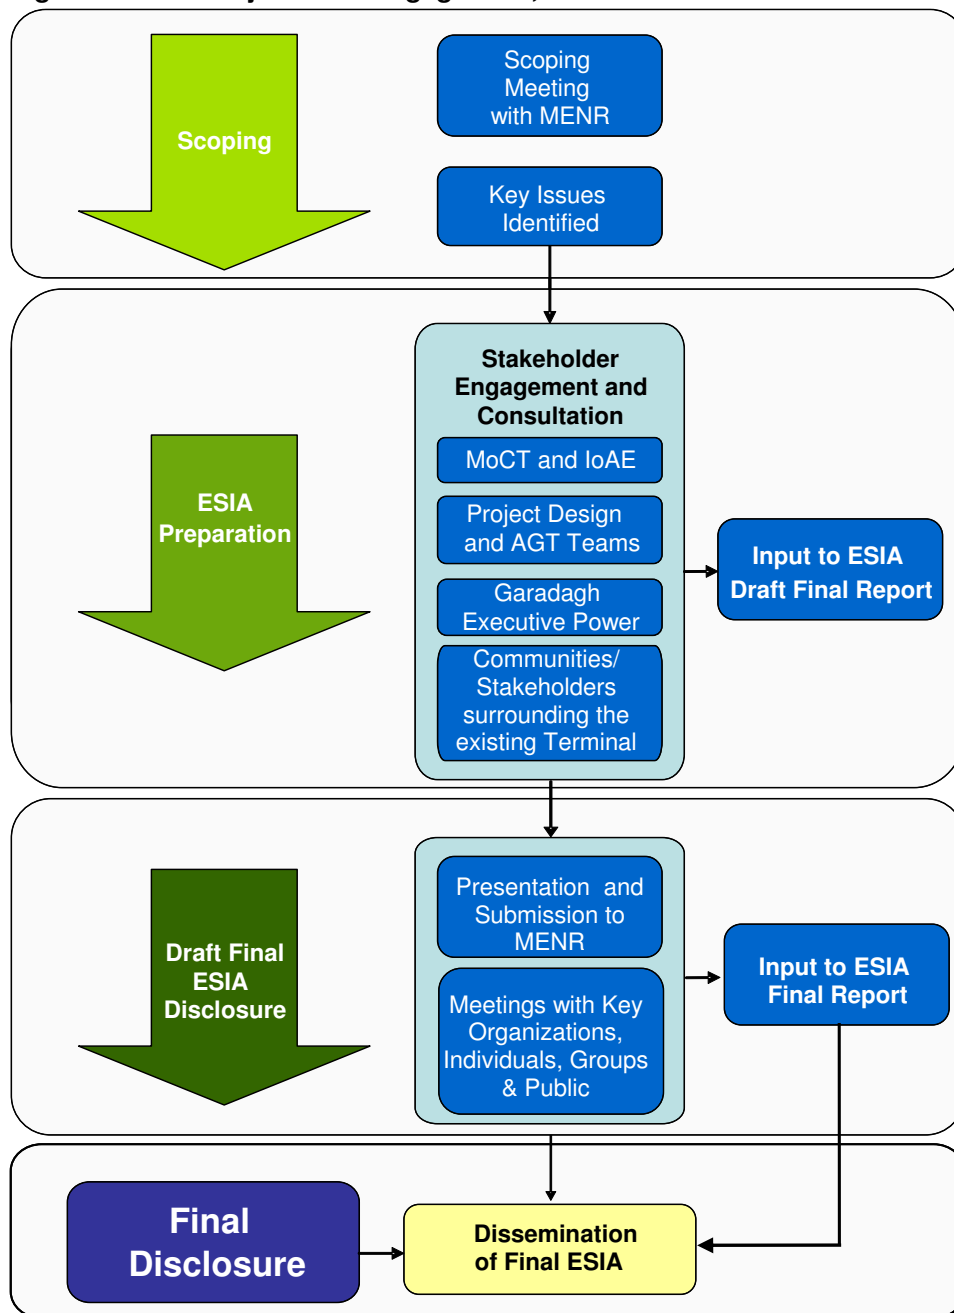 Scoping
Meeting
with MENR
Scoping
Key Issues
Identified
Stakeholder
Engagement and
Consultation
MoCT and IoAE
ESIA
Preparation
Project Design
and AGT Teams
Input to ESIA
Draft Final Report
Garadagh
Executive Power
Communities/
Stakeholders
surrounding the
existing Terminal
Presentation and
Submission to
MENR
Draft Final
ESIA
Disclosure
Input to ESIA
Final Report
Meetings with Key
Organizations,
Individuals, Groups
& Public
Final
Disclosure
Dissemination
of Final ESIA